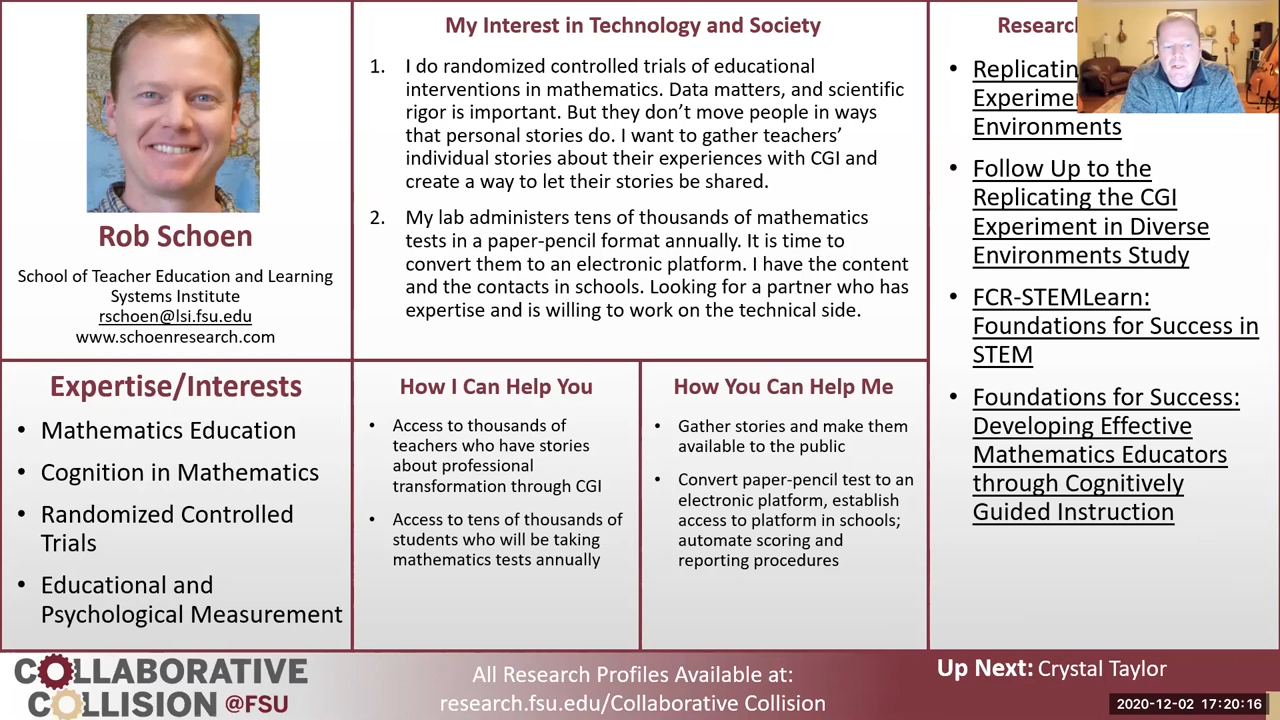 Rob Schoen
School of Teacher Education and Learning
Systems Institute
rschoen@lsi.fsu.edu
www.schoenresearch.com
My Interest in Technology and Society
1. I do randomized controlled trials of educational
interventions in mathematics. Data matters, and scientific
rigor is important. But they don’t move people in ways
that personal stories do. I want to gather teachers’
individual stories about their experiences with CGI and
create a way to let their stories be shared.
2. My lab administers tens of thousands of mathematics
tests in a paper-pencil format annually. It is time to
convert them to an electronic platform. I have the content
and the contacts in schools. Looking for a partner who has
expertise and is willing to work on the technical side.
Expertise/Interests
• Mathematics Education
• Cognition in Mathematics
• Randomized Controlled
Trials
• Educational and
Psychological Measurement
How I Can Help You
• Access to thousands of
teachers who have stories
about professional
transformation through CGI
• Access to tens of thousands of
students who will be taking
mathematics tests annually
How You Can Help Me
• Gather stories and make them
available to the public
• Convert paper-pencil test to an
electronic platform, establish
access to platform in schools;
automate scoring and
reporting procedures
Research
• Replicatin
Experimen
Environments
• Follow Up to the
Replicating the CGI
Experiment in Diverse
Environments Study
• FCR-STEMLearn:
Foundations for Success in
STEM
• Foundations for Success:
Developing Effective
Mathematics Educators
through Cognitively
Guided Instruction
COLLABORATIVE
COLLISION @FSU
All Research Profiles Available at:
research.fsu.edu/Collaborative Collision
Up Next: Crystal Taylor
2020-12-02 17:20:16